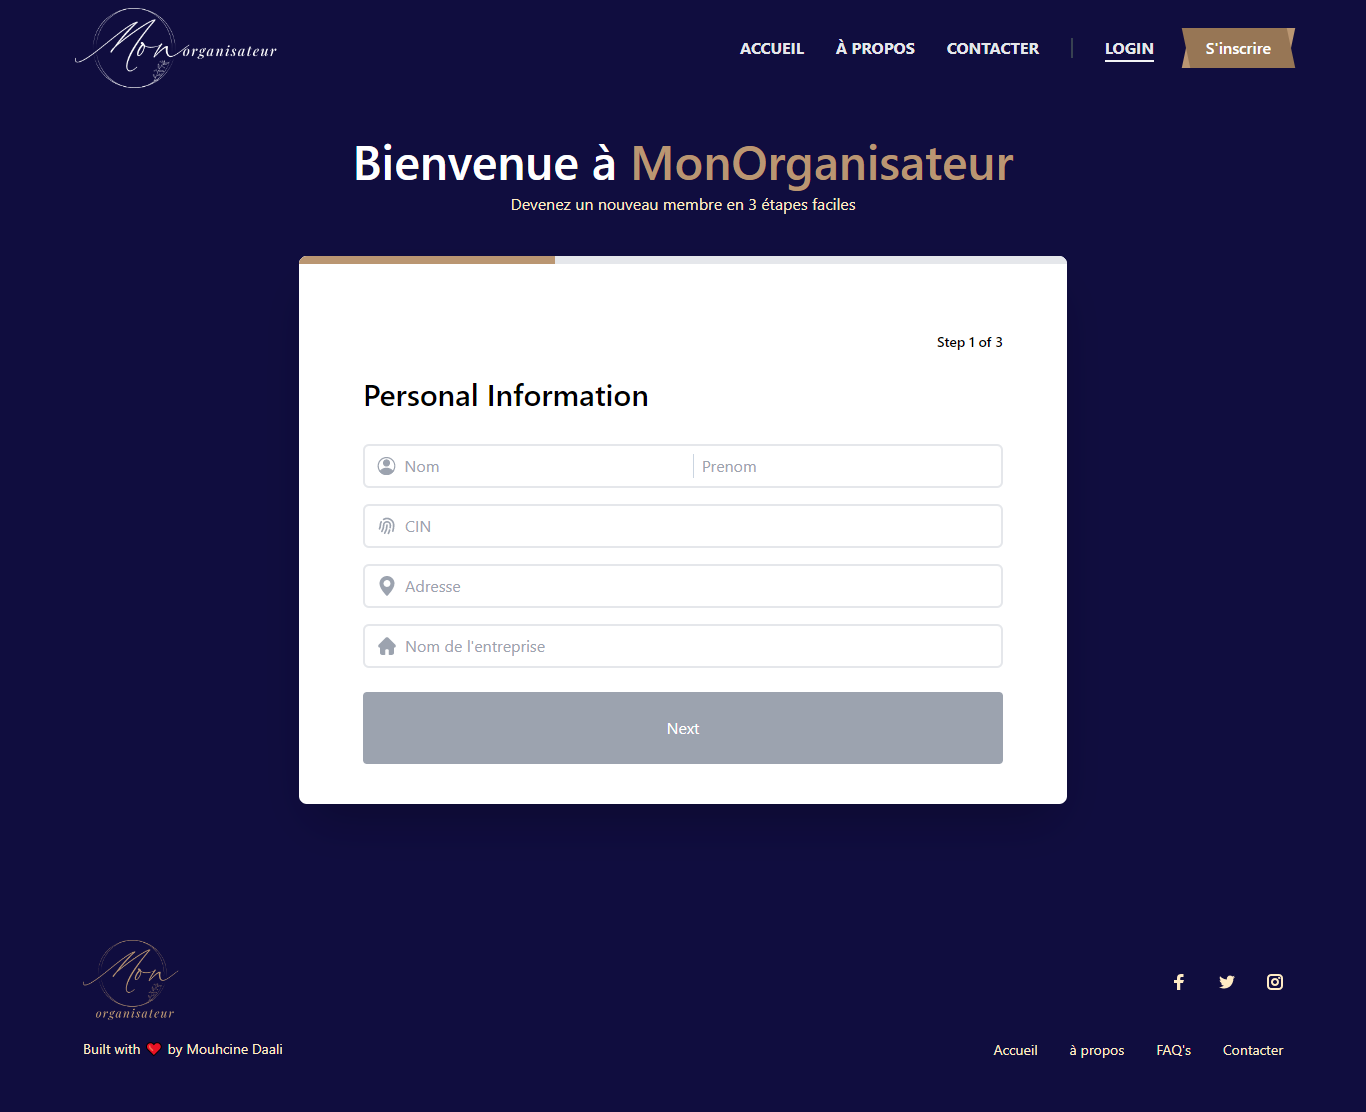 Mon organisateur
ACCUEIL À PROPOS CONTACTER LOGIN S'inscrire
Bienvenue à MonOrganisateur
Devenez un nouveau membre en 3 étapes faciles
Step 1 of 3
Personal Information
Nom Prenom
CIN
Adresse
Nom de l'entreprise
Next
Mon
organisateur
Built with ❤ by Mouhcine Daali
Accueil à propos FAQ's Contacter